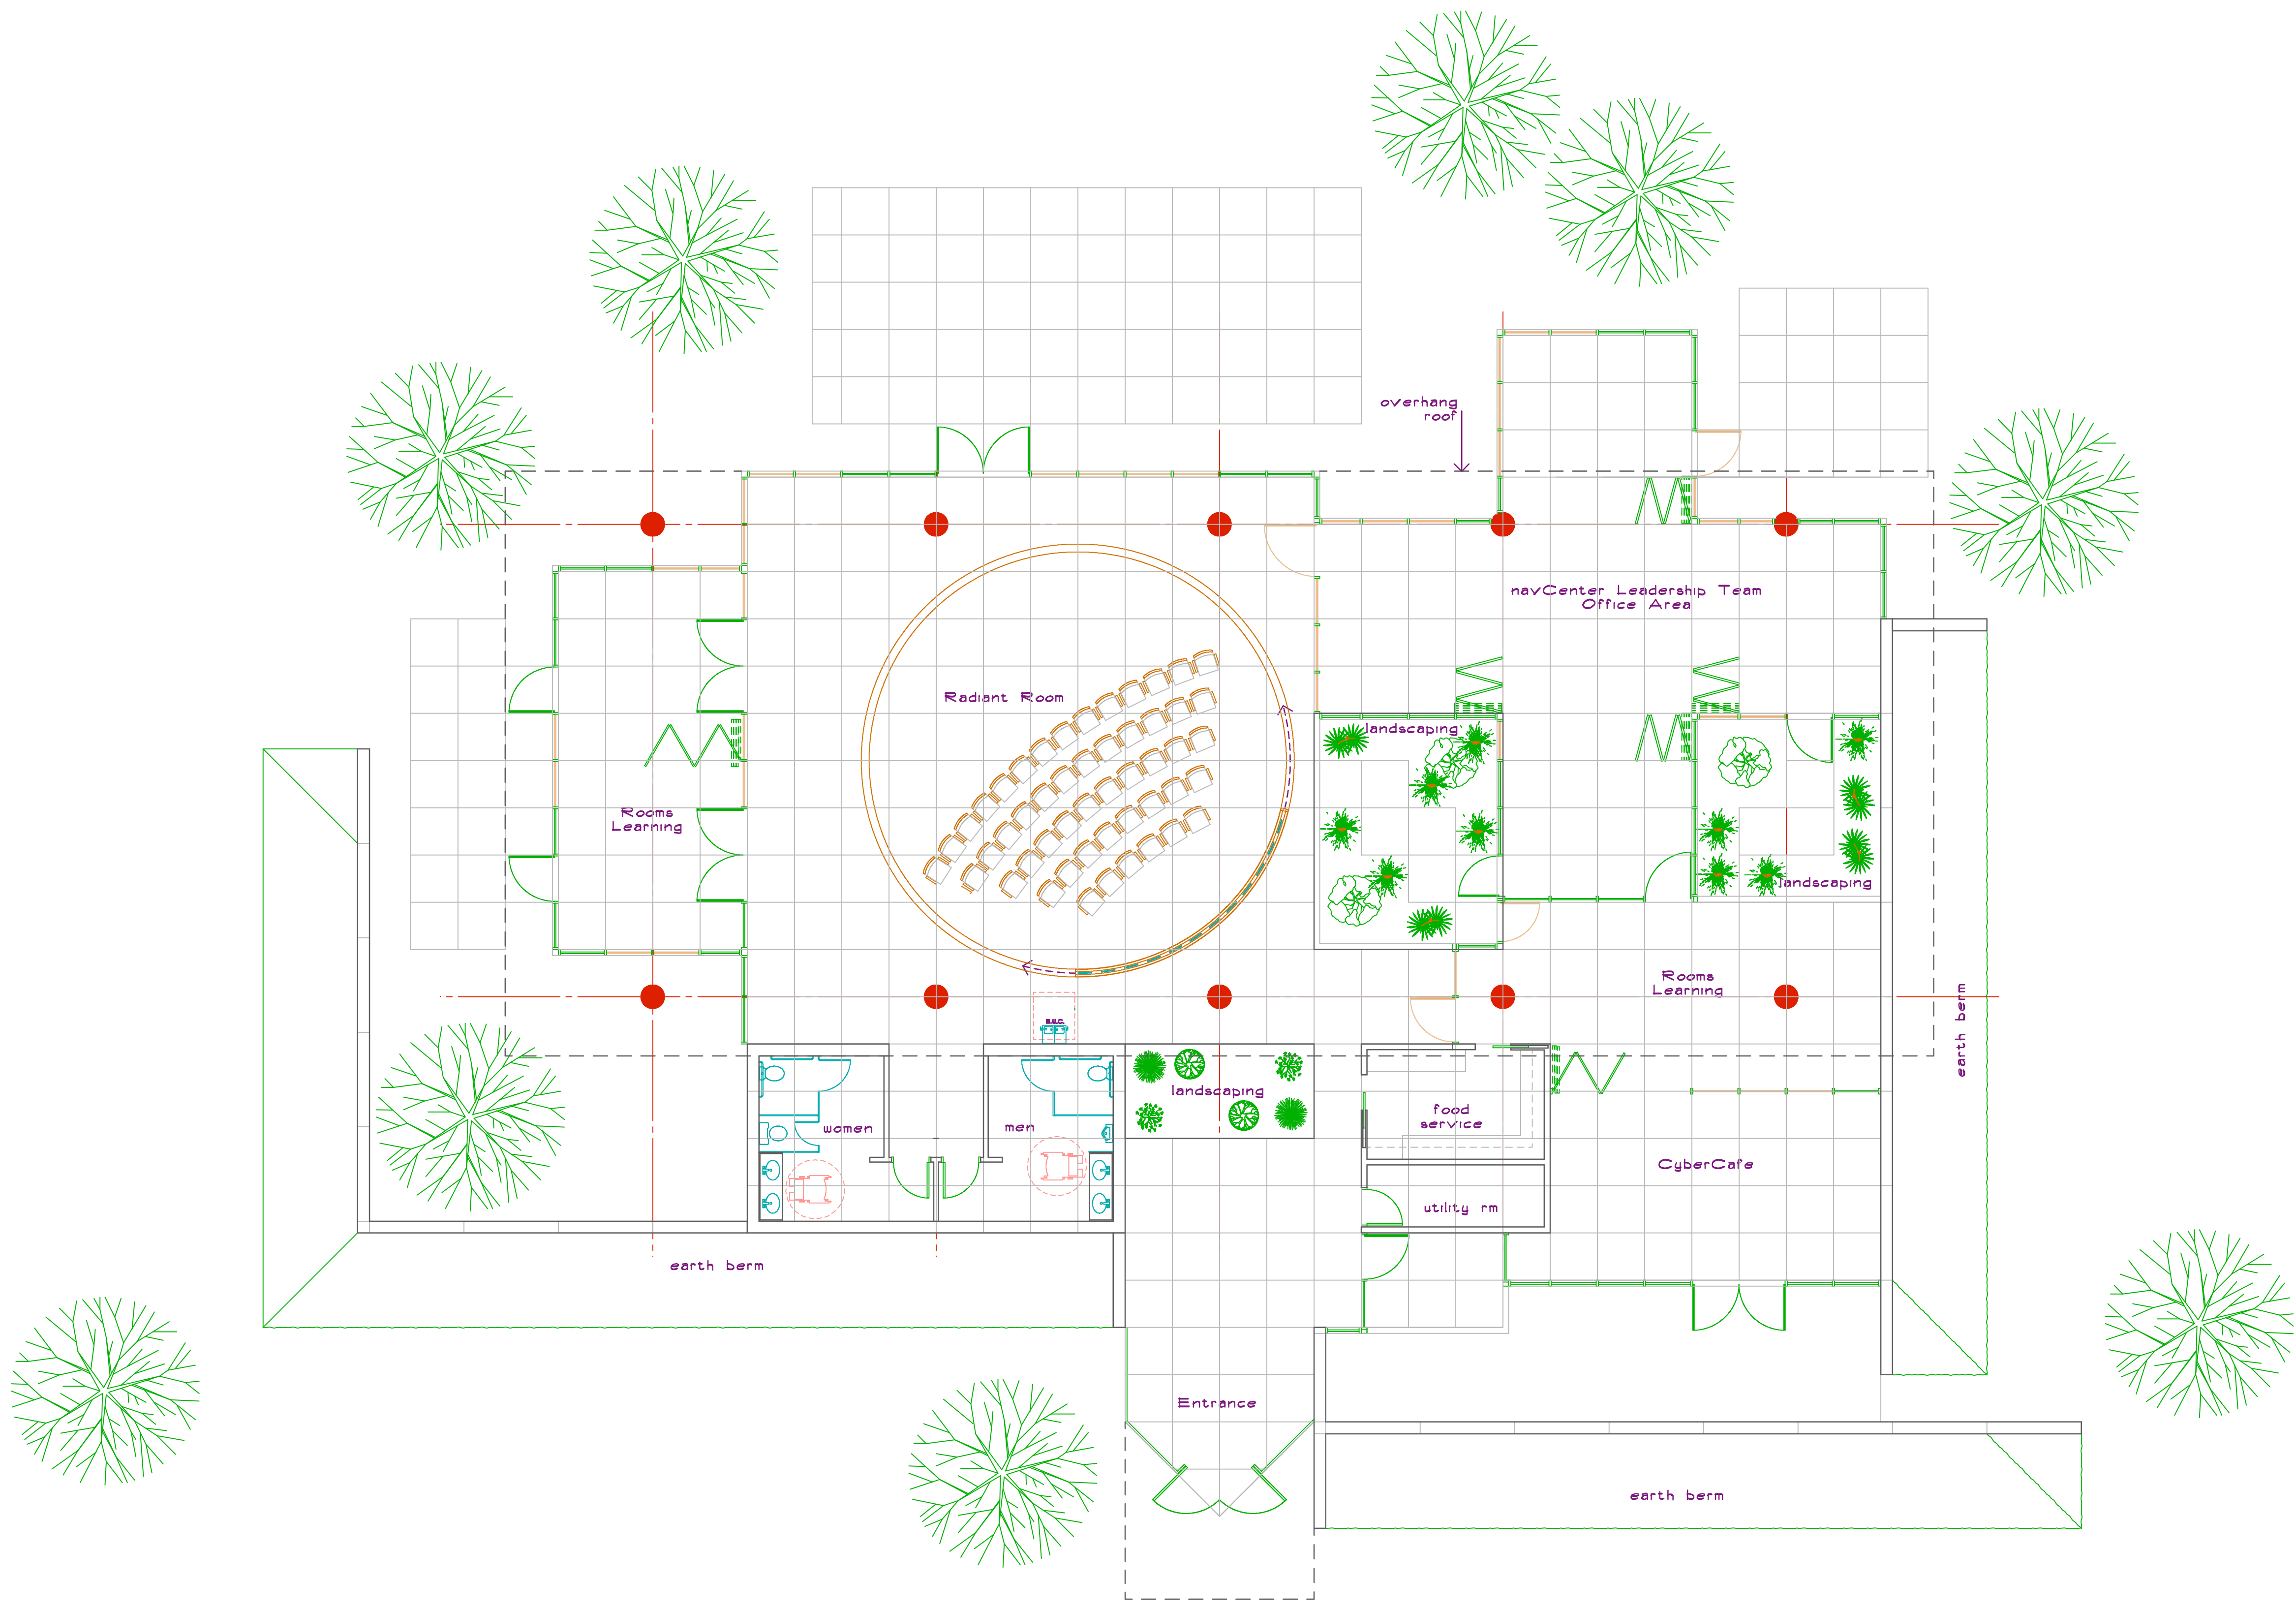 overhang
roof
navCenter Leadership Team
Office Area
Radiant Room
landscaping
Rooms
Learning
landscaping
Rooms
Learning
earth berm
landscaping
food
service
women
men
CyberCafe
utility rm
earth berm
Entrance
earth berm